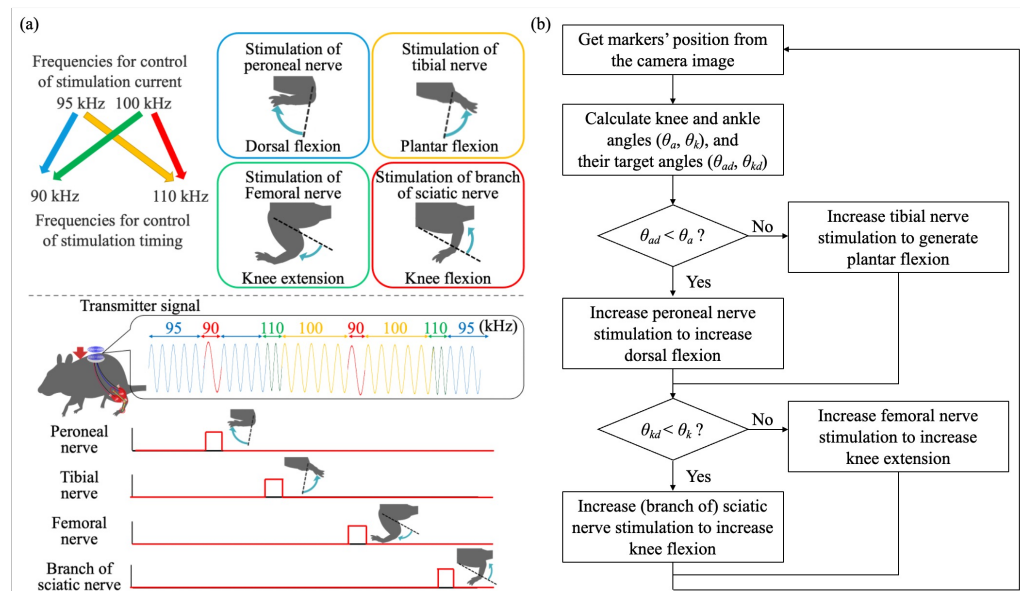 (a)
Frequencies for control
of stimulation current
95 kHz 100 kHz
90 kHz
110 kHz
Frequencies for control
of stimulation timing
Stimulation of
peroneal nerve
Dorsal flexion
Stimulation of
tibial nerve
Plantar flexion
Stimulation of
Femoral nerve
Knee extension
Stimulation of branch
of sciatic nerve
Knee flexion
Transmitter signal
95 90 110 100 90 100 110 95 (kHz)
Peroneal
nerve
Tibial
nerve
Femoral
nerve
Branch of
sciatic nerve
(b)
Get markers' position from
the camera image
Calculate knee and ankle
angles (θa, θk), and
their target angles (θad, θkd)
θad < θa ?
No
Increase tibial nerve
stimulation to generate
plantar flexion
Yes
Increase peroneal nerve
stimulation to increase
dorsal flexion
θkd < θk ?
No
Increase femoral nerve
stimulation to increase
knee extension
Yes
Increase (branch of) sciatic
nerve stimulation to increase
knee flexion